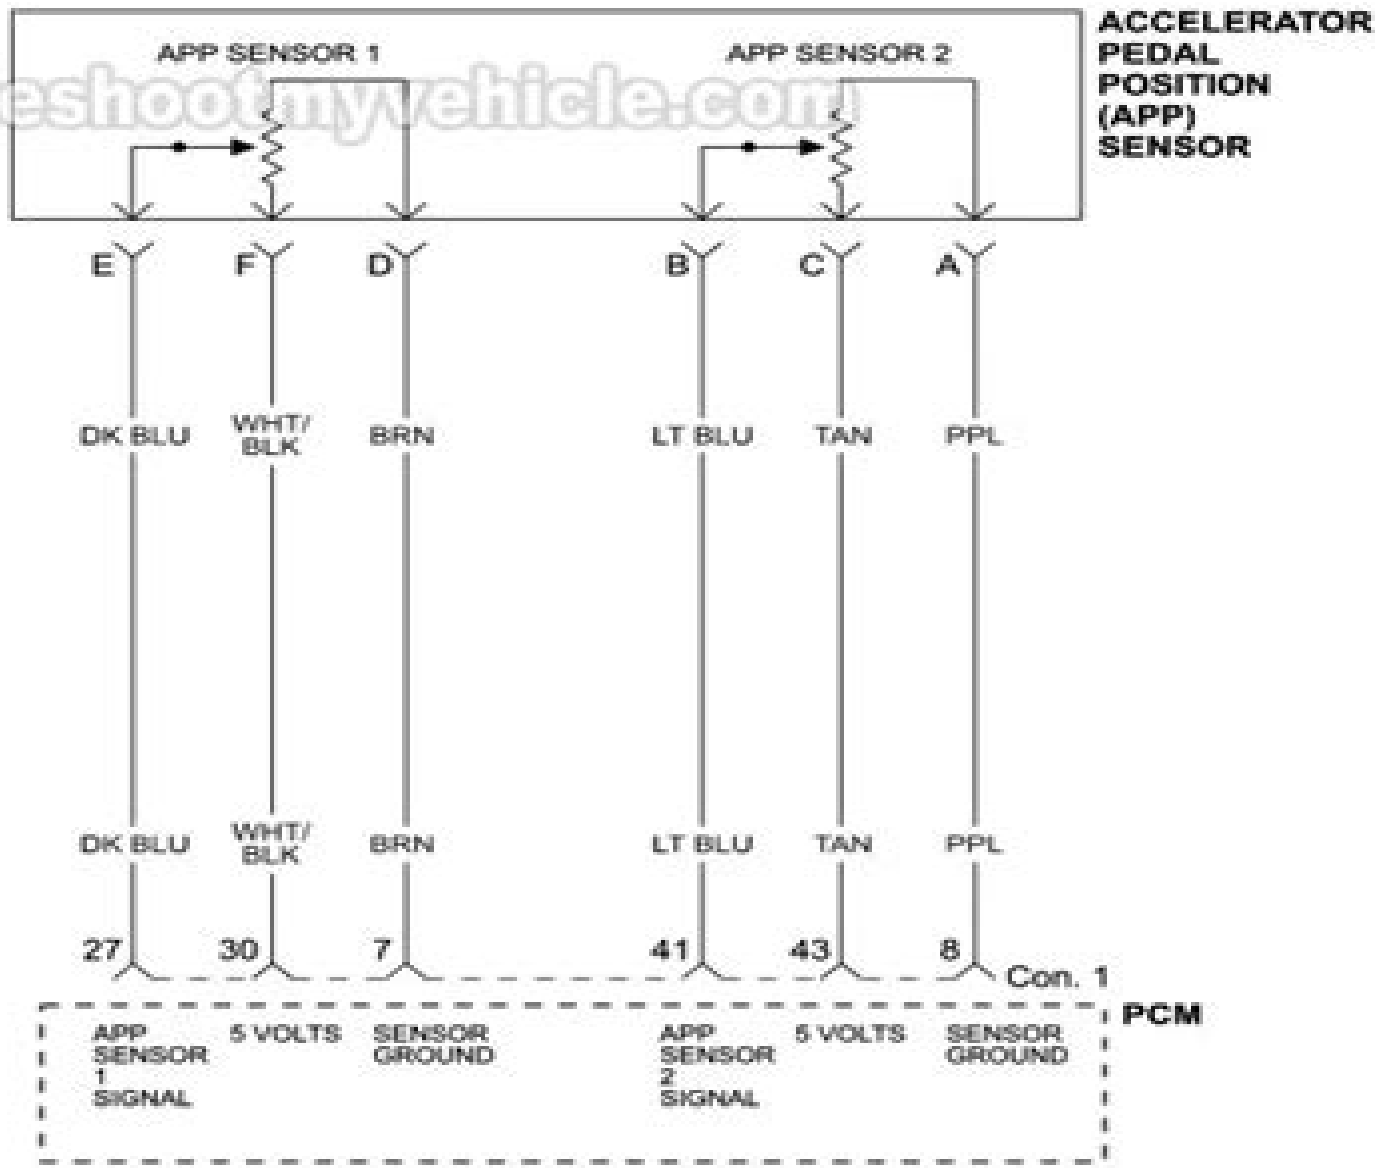 ACCELERATOR
PEDAL
POSITION
(APP)
SENSOR
APP SENSOR 1
APP SENSOR 2
eshootmyvehicle.com
E F D B C A
DK BLU WHT/ BRN LT BLU TAN PPL
BLK
DK BLU WHT/ BRN LT BLU TAN PPL
BLK
27 30 7 41 43 8
Con. 1
PCM
APP 5 VOLTS SENSOR APP 5 VOLTS SENSOR
SENSOR GROUND SENSOR GROUND
1 2
SIGNAL SIGNAL